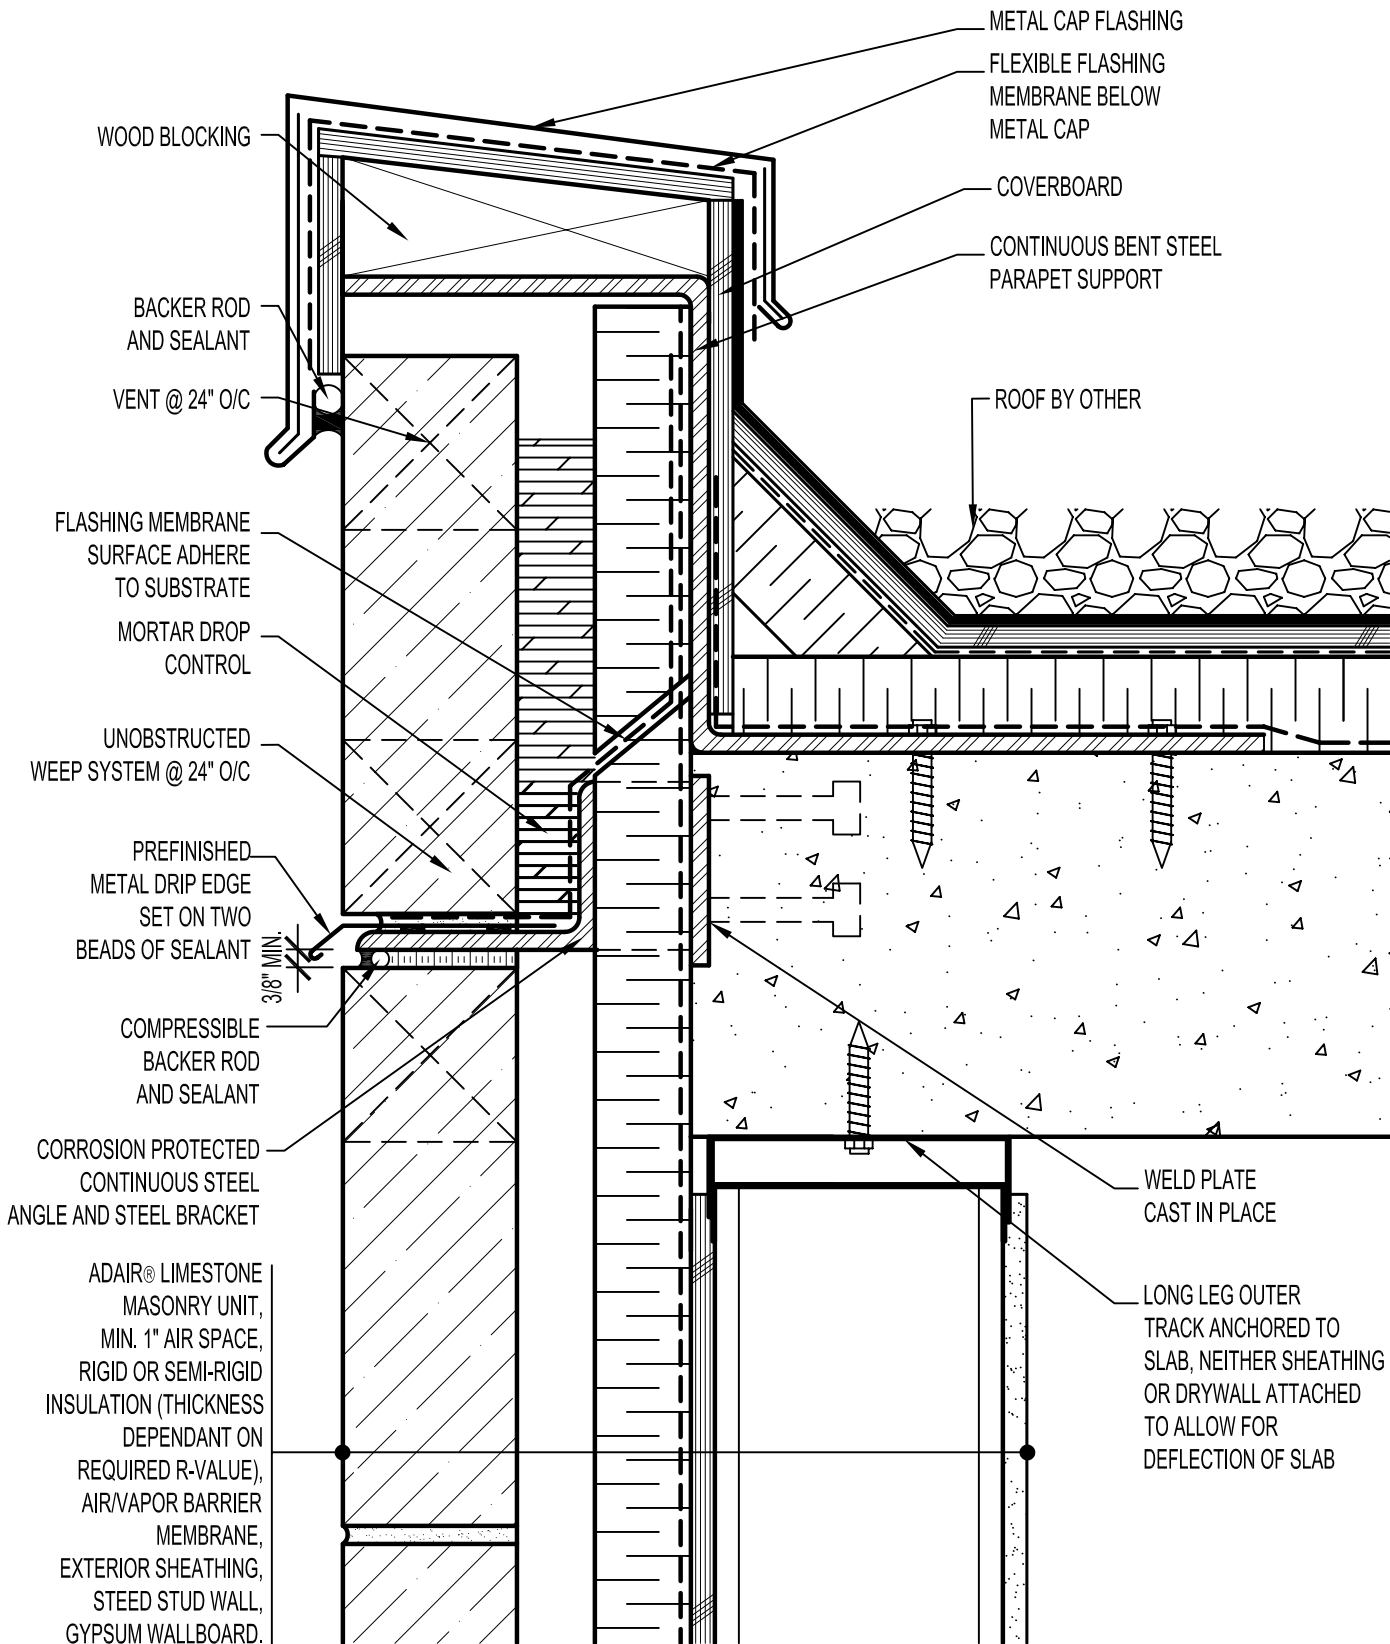 METAL CAP FLASHING
FLEXIBLE FLASHING
MEMBRANE BELOW
METAL CAP
WOOD BLOCKING
COVERBOARD
CONTINUOUS BENT STEEL
PARAPET SUPPORT
BACKER ROD
AND SEALANT
VENT @ 24" O/C
ROOF BY OTHER
FLASHING MEMBRANE
SURFACE ADHERE
TO SUBSTRATE
MORTAR DROP
CONTROL
UNOBSTRUCTED
WEEP SYSTEM @ 24" O/C
PREFINISHED
METAL DRIP EDGE
SET ON TWO
BEADS OF SEALANT
3/8" MIN.
COMPRESSIBLE
BACKER ROD
AND SEALANT
CORROSION PROTECTED
CONTINUOUS STEEL
ANGLE AND STEEL BRACKET
WELD PLATE
CAST IN PLACE
ADAIR® LIMESTONE
MASONRY UNIT,
MIN. 1" AIR SPACE,
RIGID OR SEMI-RIGID
INSULATION (THICKNESS
DEPENDANT ON
REQUIRED R-VALUE),
AIR/VAPOR BARRIER
MEMBRANE,
EXTERIOR SHEATHING,
STEED STUD WALL,
GYPSUM WALLBOARD.
LONG LEG OUTER
TRACK ANCHORED TO
SLAB, NEITHER SHEATHING
OR DRYWALL ATTACHED
TO ALLOW FOR
DEFLECTION OF SLAB